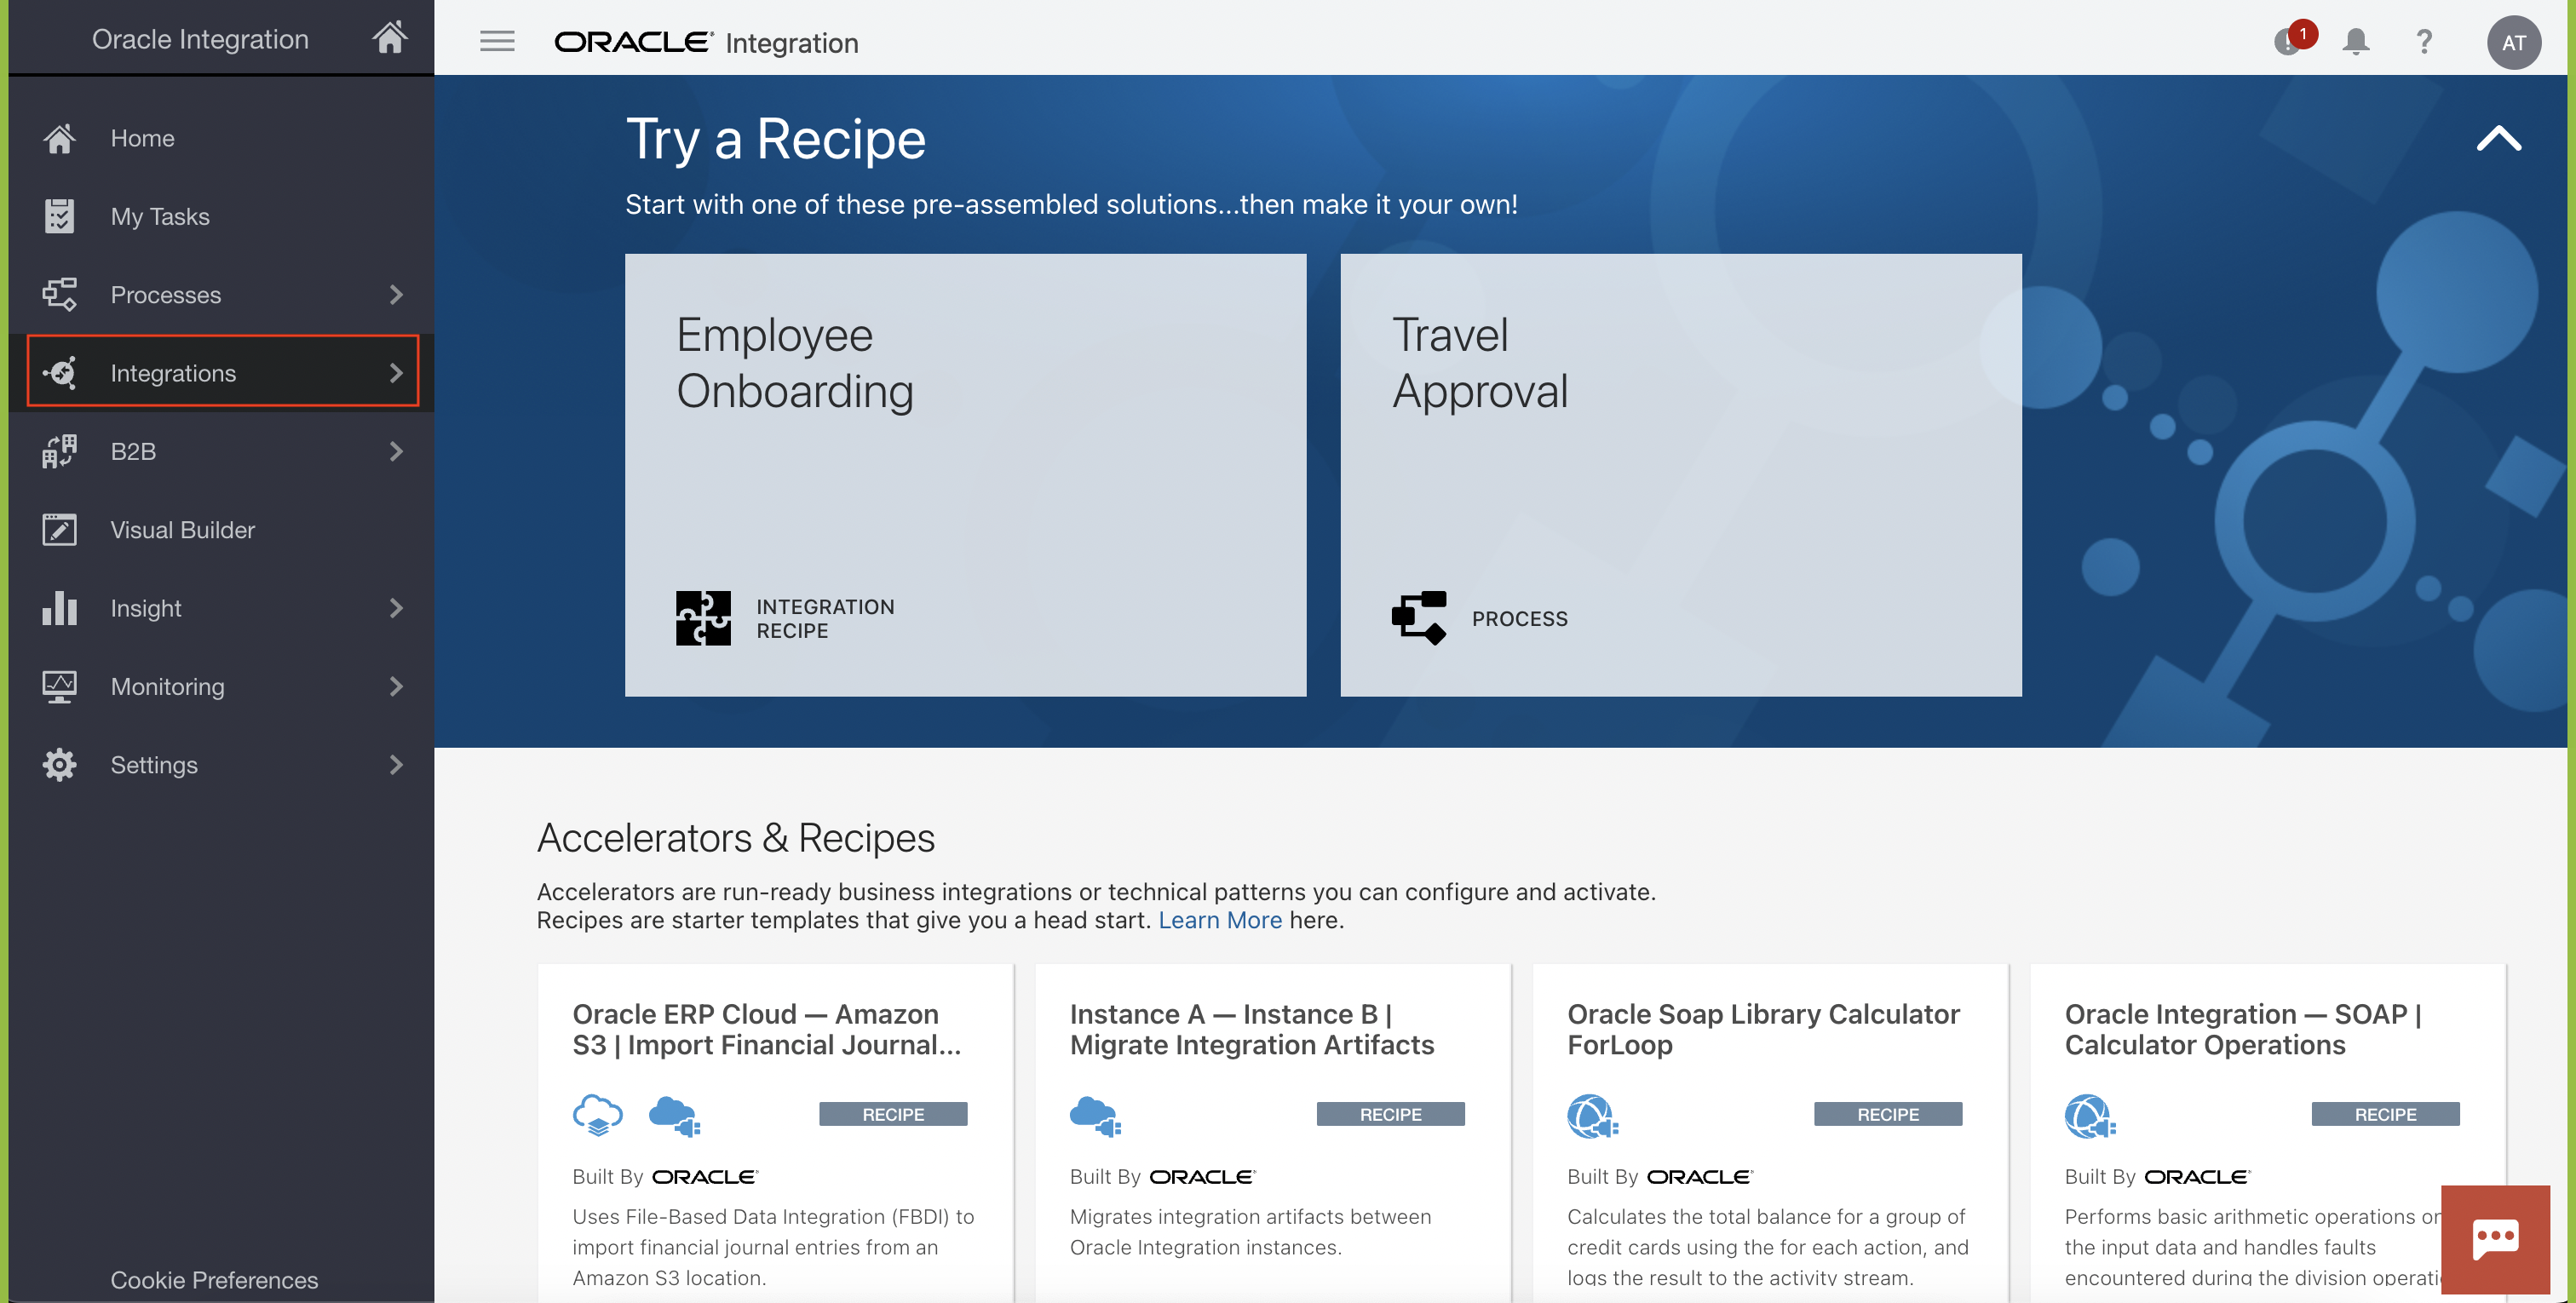 Oracle Integration
Home
My Tasks
Processes
Integrations
B2B
Visual Builder
Insight
Monitoring
Settings
Cookie Preferences
ORACLE Integration
1
?
AT
Try a Recipe
Start with one of these pre-assembled solutions...then make it your own!
Employee
Onboarding
INTEGRATION
RECIPE
Travel
Approval
PROCESS
Accelerators & Recipes
Accelerators are run-ready business integrations or technical patterns you can configure and activate.
Recipes are starter templates that give you a head start. Learn More here.
Oracle ERP Cloud — Amazon
S3 | Import Financial Journal...
RECIPE
Built By ORACLE
Uses File-Based Data Integration (FBDI) to
import financial journal entries from an
Amazon S3 location.
Instance A — Instance B |
Migrate Integration Artifacts
RECIPE
Built By ORACLE
Migrates integration artifacts between
Oracle Integration instances.
Oracle Soap Library Calculator
ForLoop
RECIPE
Built By ORACLE
Calculates the total balance for a group of
credit cards using the for each action, and
logs the result to the activity stream.
Oracle Integration — SOAP |
Calculator Operations
RECIPE
Built By ORACLE
Performs basic arithmetic operations on
the input data and handles faults
encountered during the division operati